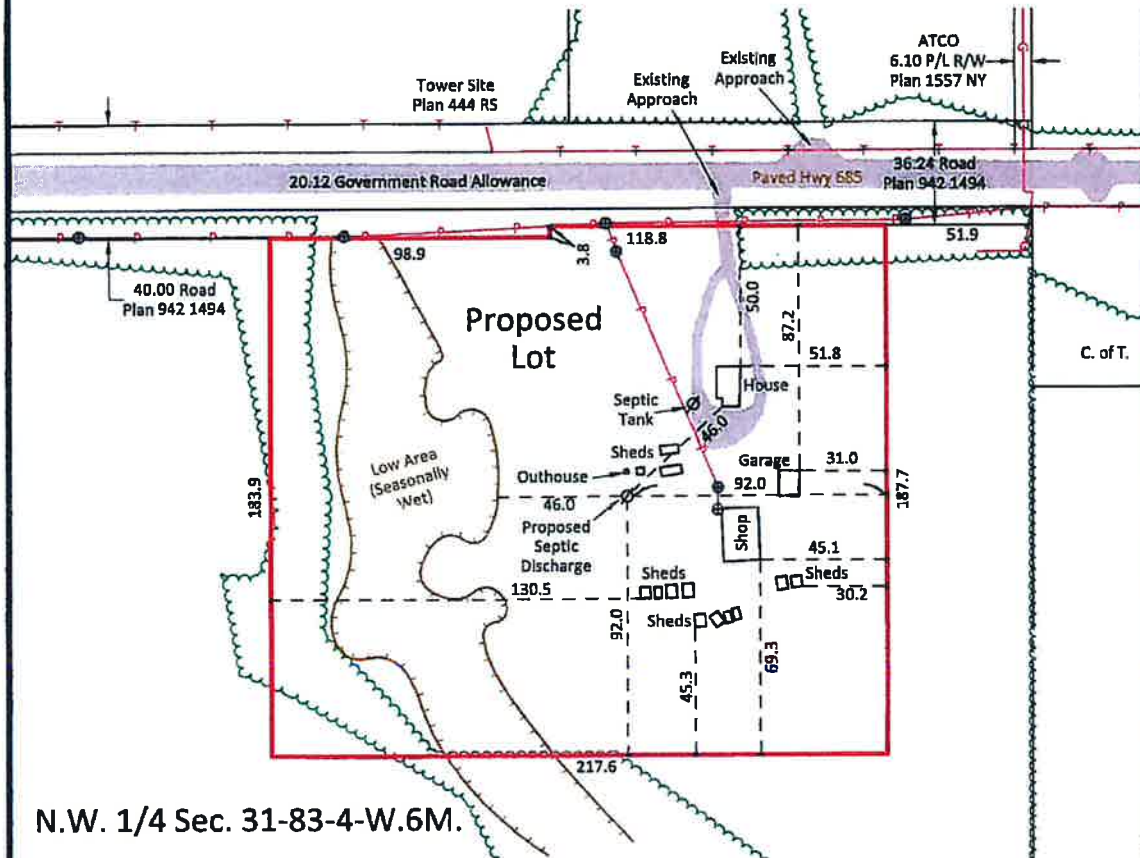 ATCO
6.10 P/L R/W
Plan 1557 NY
Existing
Approach
Existing
Approach
Tower Site
Plan 444 RS
20.12 Government Road Allowance
Paved Hwy 685
36.24 Road
Plan 942 1494
98.9
3.8
118.8
51.9
40.00 Road
Plan 942 1494
Proposed
Lot
50.0
87.2
51.8
C. of T.
House
Septic
Tank
46.0
Sheds
Garage
31.0
Outhouse
92.0
Low Area
(Seasonally
Wet)
46.0
183.9
187.7
Proposed
Septic
Discharge
Shop
45.1
Sheds
Sheds
30.2
130.5
92.0
Sheds
45.3
69.3
217.6
N.W. 1/4 Sec. 31-83-4-W.6M.